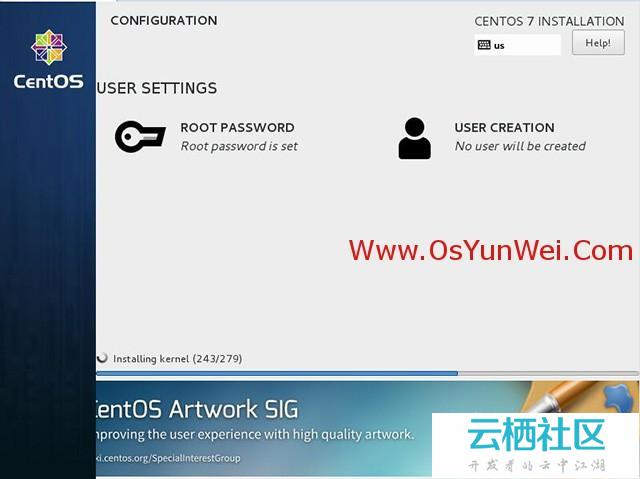 CONFIGURATION
CENTOS 7 INSTALLATION
us
Help!
CentOS
USER SETTINGS
ROOT PASSWORD
Root password is set
USER CREATION
No user will be created
Www.OsYunWei.Com
Installing kernel (243/279)
entOS Artwork SIG
mproving the user experience with high quality artwork.
ki.centos.org/SpecialInterestGroup
云栖社区
开发者的云中江湖